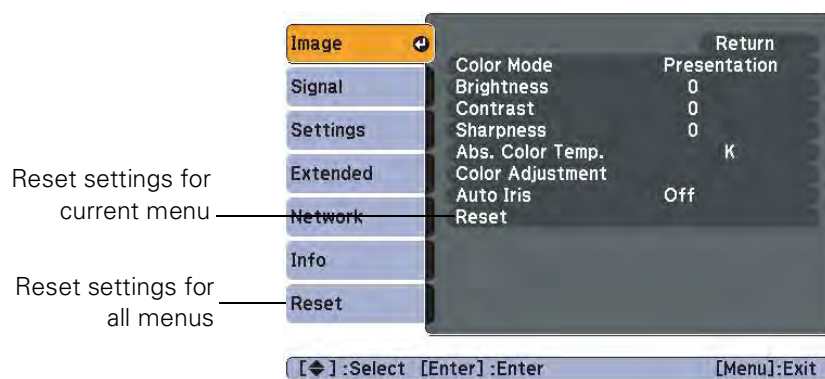 Image
Signal
Settings
Extended
Network
Info
Reset
Return
Color Mode Presentation
Brightness 0
Contrast 0
Sharpness 0
Abs. Color Temp. K
Color Adjustment
Auto Iris Off
Reset
Reset settings for
current menu
Reset settings for
all menus
[ ] :Select [Enter] :Enter [Menu]:Exit